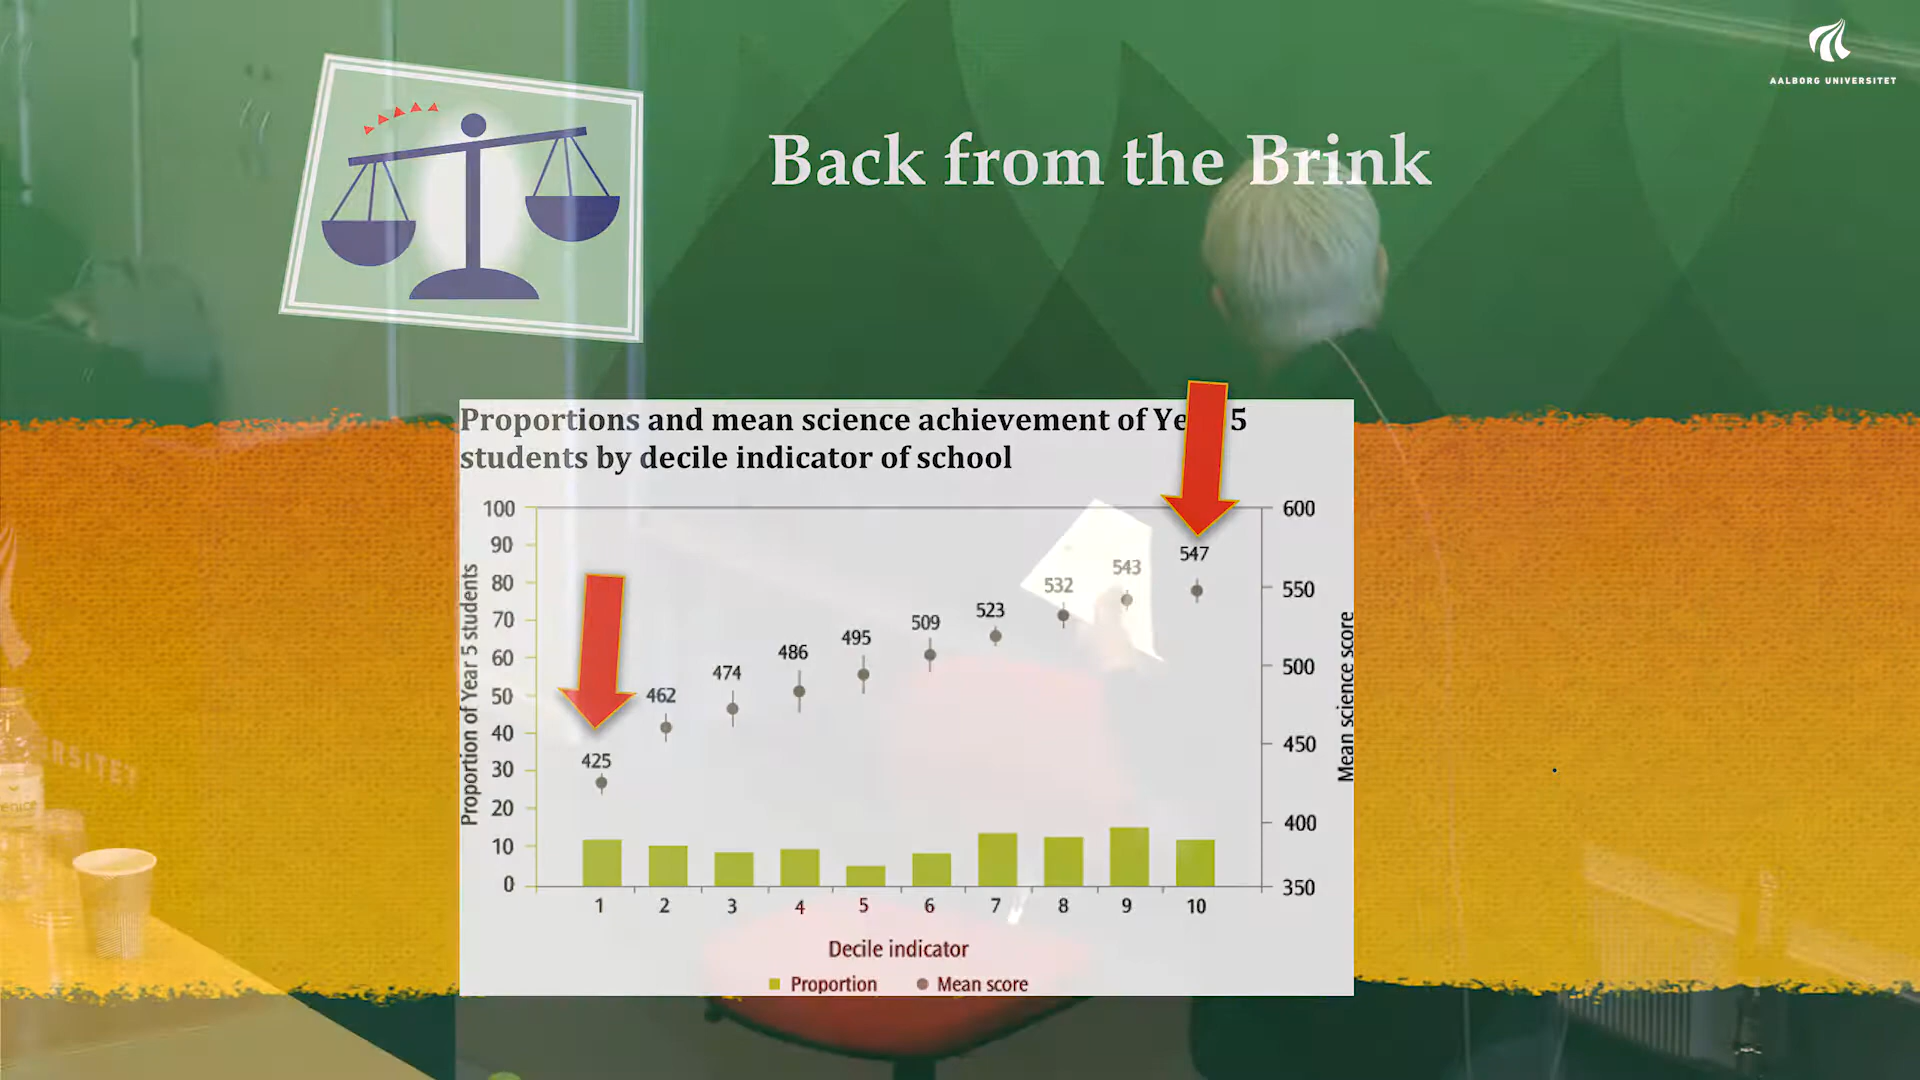 AALBORG UNIVERSITET
Back from the Brink
Proportions and mean science achievement of Ye 5
students by decile indicator of school
100
90
80
70
60
50
40
30
20
10
0
Proportion of Year 5 students
600
550
500
450
400
350
Mean science score
425
462
474
486
495
509
523
532
543
547
1 2 3 4 5 6 7 8 9 10
Decile indicator
Proportion Mean score
RSITET